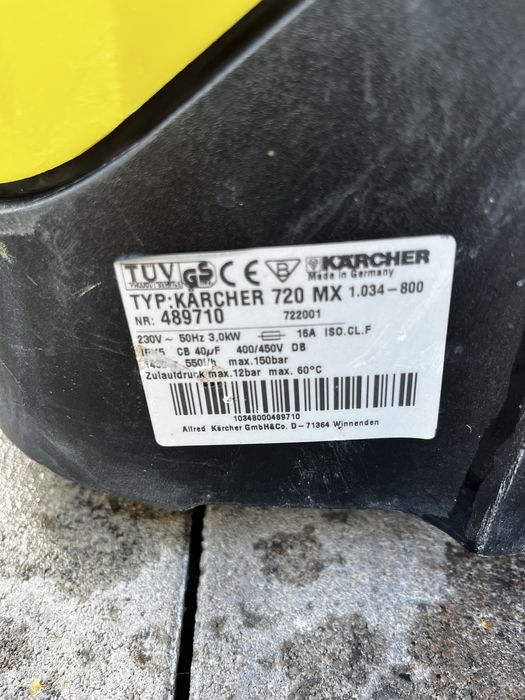 TÜV GS CE B KÄRCHER
PRODUCT SERVICE Made in Germany
TYP:KÄRCHER 720 MX 1.034-800
NR: 489710 722001
230V~ 50Hz 3,0kW 16A ISO.CL.F
CB 40µF 400/450V DB
550l/h max.150bar
Zulaufdruck max.12bar max. 60°C
10348000489710
Alfred Kärcher GmbH&Co. D-71364 Winnenden